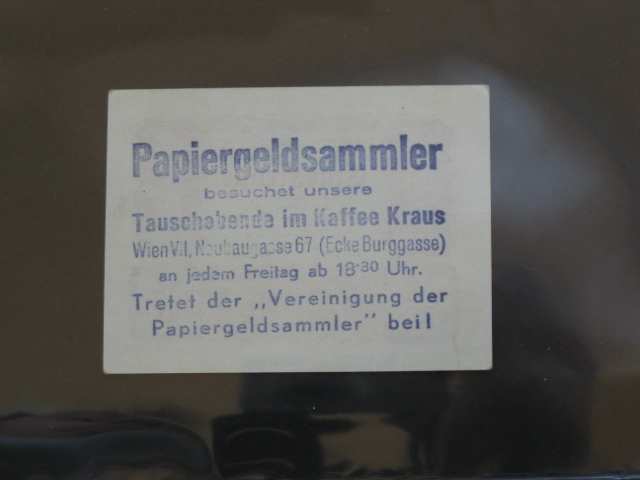 Papiergeldsammler
besuchet unsere
Tauschabende im Kaffee Kraus
Wien VII, Neubaugasse 67 (Ecke Burggasse)
an jedem Freitag ab 18·30 Uhr.
Tretet der „Vereinigung der
Papiergeldsammler" bei!